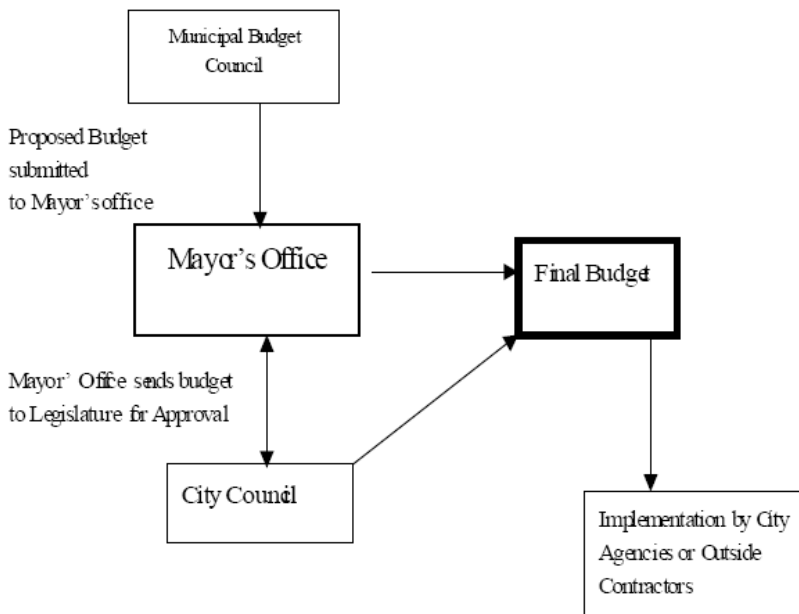 Municipal Budget
Council
Proposed Budget
submitted
to Mayor's office
Mayor's Office
Final Budget
Mayor' Office sends budget
to Legislature for Approval
City Council
Implementation by City
Agencies or Outside
Contractors